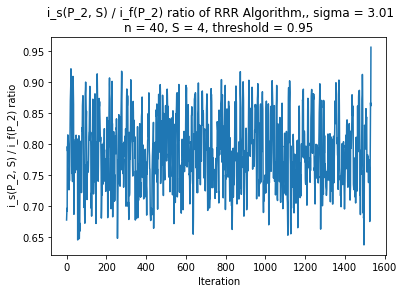 i_s(P_2, S) / i_f(P_2) ratio of RRR Algorithm,, sigma = 3.01
n = 40, S = 4, threshold = 0.95
i_s(P_2, S) / i_f(P_2) ratio
0.95
0.90
0.85
0.80
0.75
0.70
0.65
0 200 400 600 800 1000 1200 1400 1600
Iteration